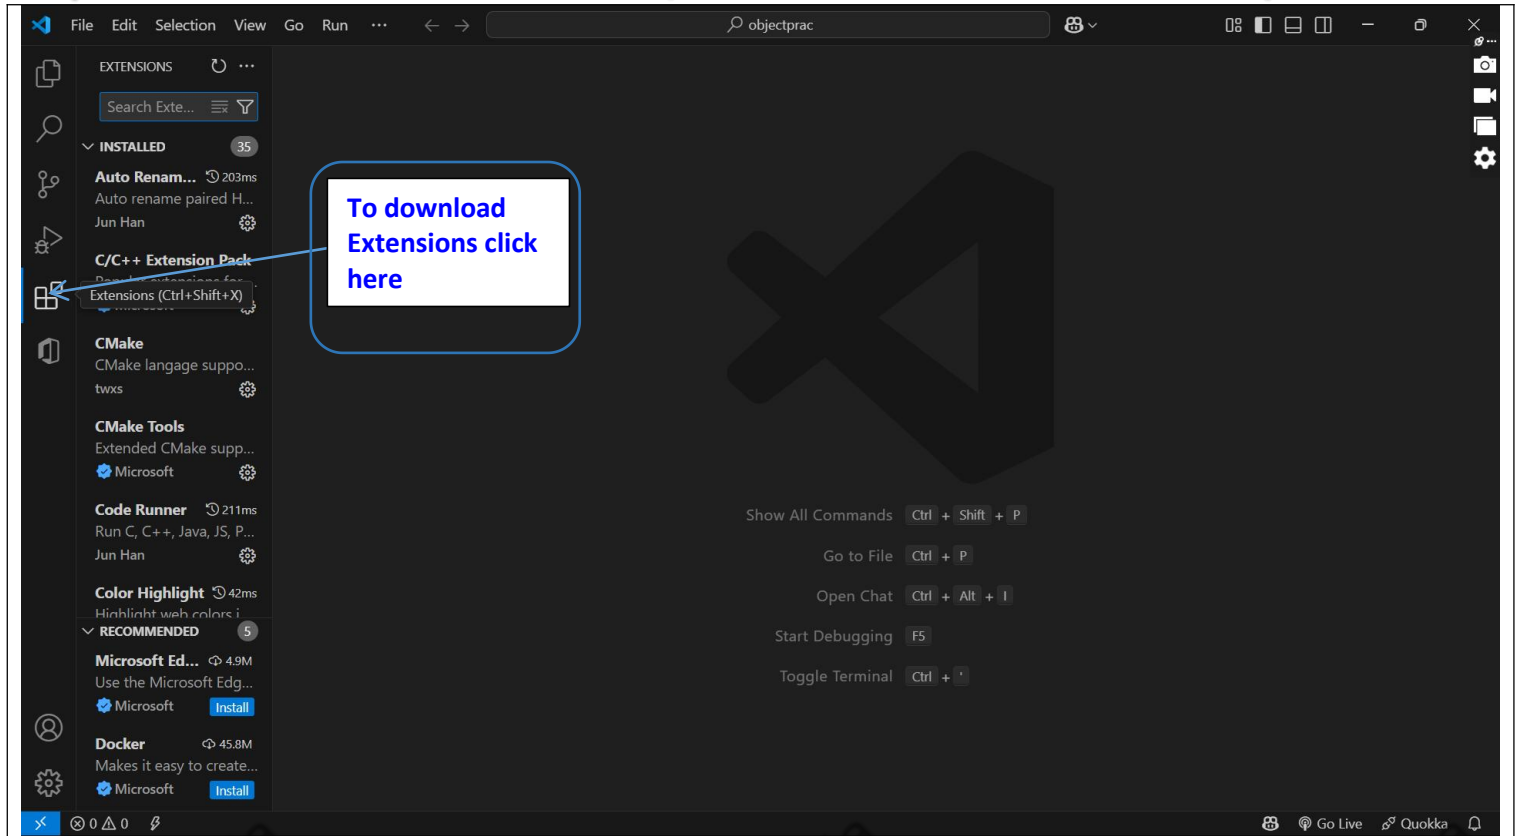 File Edit Selection View Go Run ··· objectprac
EXTENSIONS
Search Exte...
INSTALLED 35
Auto Renam... 203ms
Auto rename paired H...
Jun Han
C/C++ Extension Pack
Extensions (Ctrl+Shift+X)
CMake
CMake langage suppo...
twxs
CMake Tools
Extended CMake supp...
Microsoft
Code Runner 211ms
Run C, C++, Java, JS, P...
Jun Han
Color Highlight 42ms
Highlight web colors i
RECOMMENDED 5
Microsoft Ed... 4.9M
Use the Microsoft Edg...
Microsoft Install
Docker 45.8M
Makes it easy to create...
Microsoft Install
To download
Extensions click
here
Show All Commands Ctrl + Shift + P
Go to File Ctrl + P
Open Chat Ctrl + Alt + I
Start Debugging F5
Toggle Terminal Ctrl + '
0 0 Go Live Quokka